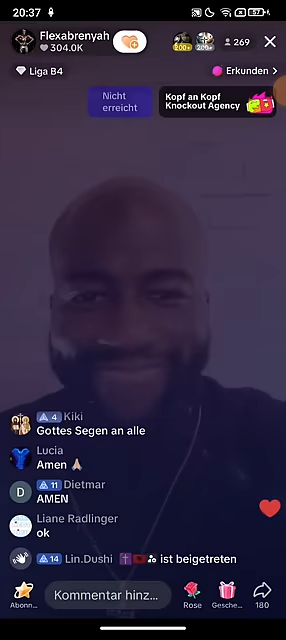 20:37
57
Flexabrenyah
304.0K
200+
200+
269
Liga B4
Erkunden
Nicht
erreicht
Kopf an Kopf
Knockout Agency
4 Kiki
Gottes Segen an alle
Lucia
Amen 🙏🏼
D
11 Dietmar
AMEN
Liane Radlinger
ok
14 Lin.Dushi ist beigetreten
Abonn...
Kommentar hinz...
Rose
Gesche...
180